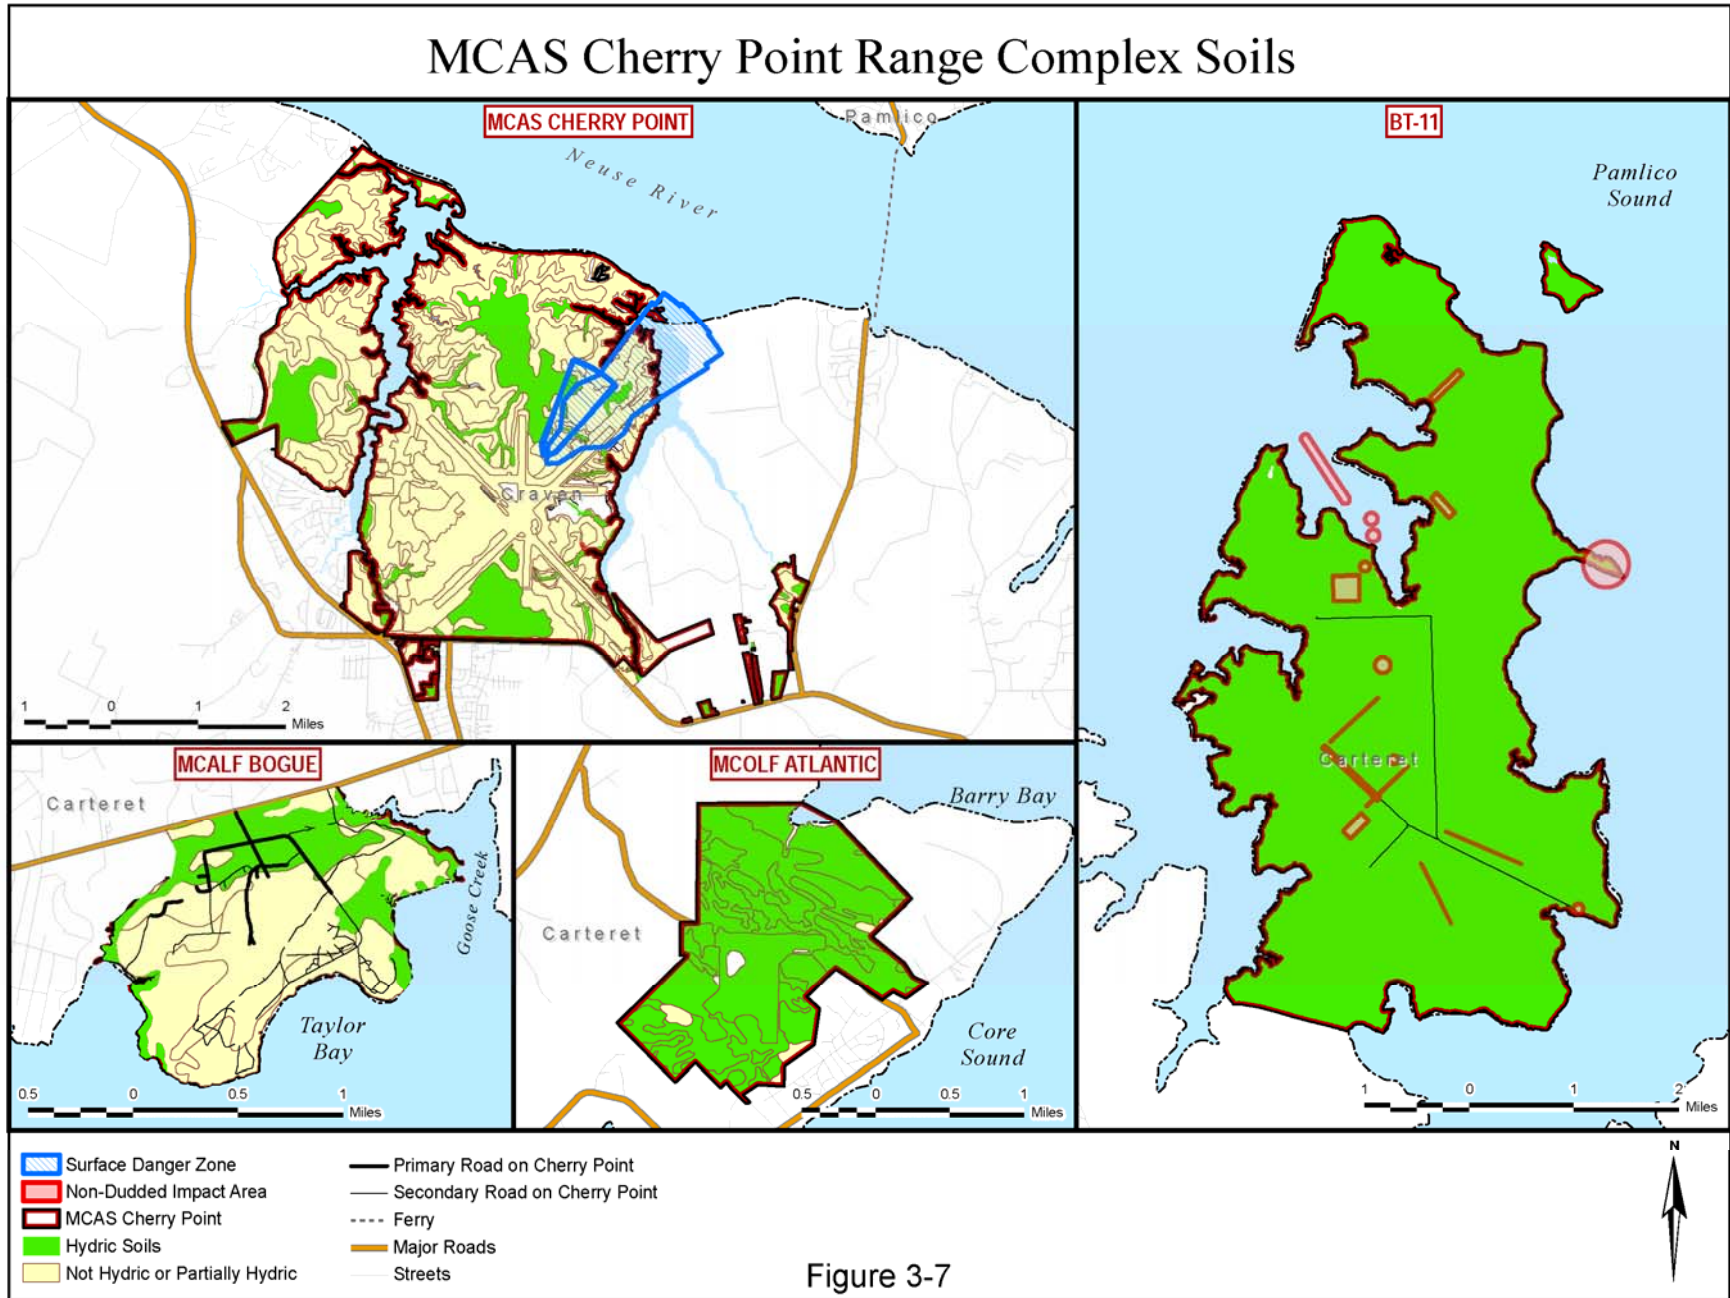 MCAS Cherry Point Range Complex Soils
MCAS CHERRY POINT
Pamlico
Neuse River
Craven
1 0 1 2
Miles
BT-11
Pamlico
Sound
Carteret
1 0 1 2
Miles
MCALF BOGUE
Carteret
Goose Creek
Taylor
Bay
0.5 0 0.5 1
Miles
MCOLF ATLANTIC
Barry Bay
Carteret
Core
Sound
0.5 0 0.5 1
Miles
Surface Danger Zone
Non-Dudded Impact Area
MCAS Cherry Point
Hydric Soils
Not Hydric or Partially Hydric
Primary Road on Cherry Point
Secondary Road on Cherry Point
Ferry
Major Roads
Streets
Figure 3-7
N